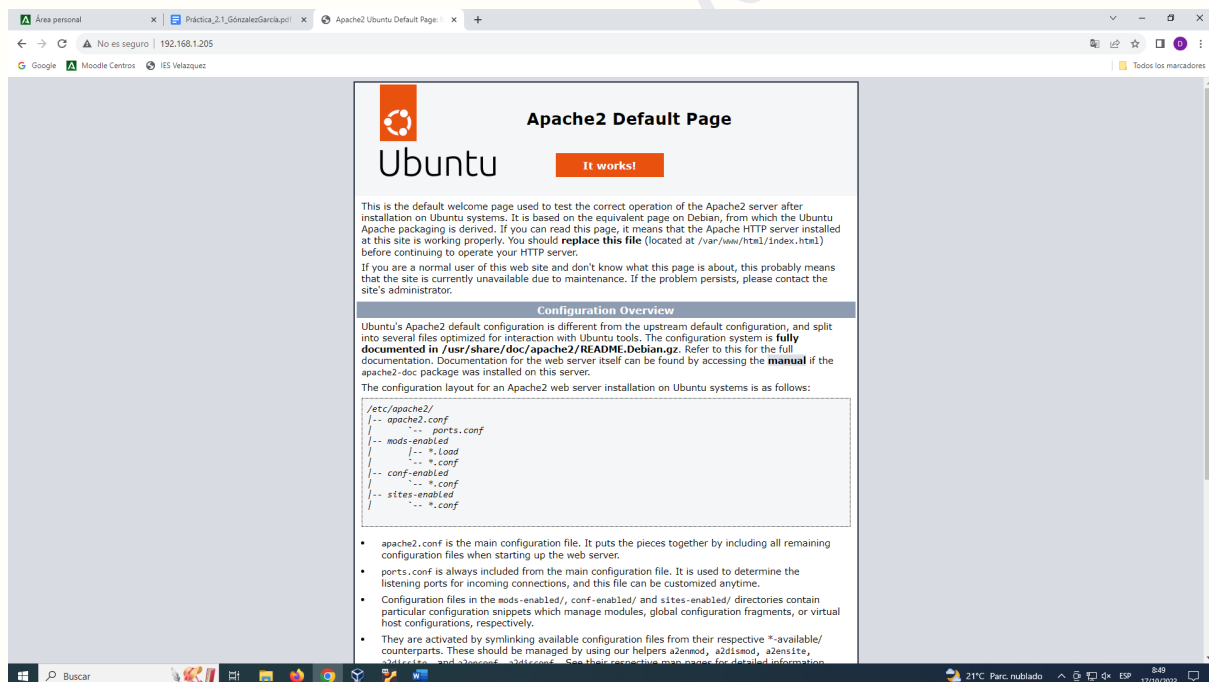 Área personal
Práctica_2.1_GónzalezGarcía.pdf
Apache2 Ubuntu Default Page:
No es seguro | 192.168.1.205
D
Google Moodle Centros IES Velazquez
Todos los marcadores
Apache2 Default Page
Ubuntu
It works!
This is the default welcome page used to test the correct operation of the Apache2 server after
installation on Ubuntu systems. It is based on the equivalent page on Debian, from which the Ubuntu
Apache packaging is derived. If you can read this page, it means that the Apache HTTP server installed
at this site is working properly. You should replace this file (located at /var/www/html/index.html)
before continuing to operate your HTTP server.
If you are a normal user of this web site and don't know what this page is about, this probably means
that the site is currently unavailable due to maintenance. If the problem persists, please contact the
site's administrator.
Configuration Overview
Ubuntu's Apache2 default configuration is different from the upstream default configuration, and split
into several files optimized for interaction with Ubuntu tools. The configuration system is fully
documented in /usr/share/doc/apache2/README.Debian.gz. Refer to this for the full
documentation. Documentation for the web server itself can be found by accessing the manual if the
apache2-doc package was installed on this server.
The configuration layout for an Apache2 web server installation on Ubuntu systems is as follows:
/etc/apache2/
|-- apache2.conf
|       `-- ports.conf
|-- mods-enabled
|       |-- *.load
|       `-- *.conf
|-- conf-enabled
|       `-- *.conf
|-- sites-enabled
|       `-- *.conf
• apache2.conf is the main configuration file. It puts the pieces together by including all remaining
configuration files when starting up the web server.
• ports.conf is always included from the main configuration file. It is used to determine the
listening ports for incoming connections, and this file can be customized anytime.
• Configuration files in the mods-enabled/, conf-enabled/ and sites-enabled/ directories contain
particular configuration snippets which manage modules, global configuration fragments, or virtual
host configurations, respectively.
• They are activated by symlinking available configuration files from their respective *-available/
counterparts. These should be managed by using our helpers a2enmod, a2dismod, a2ensite,
a2dissite, and a2enconf, a2disconf. See their respective man pages for detailed information.
Buscar
21°C Parc. nublado
ESP
8:49
17/10/2023